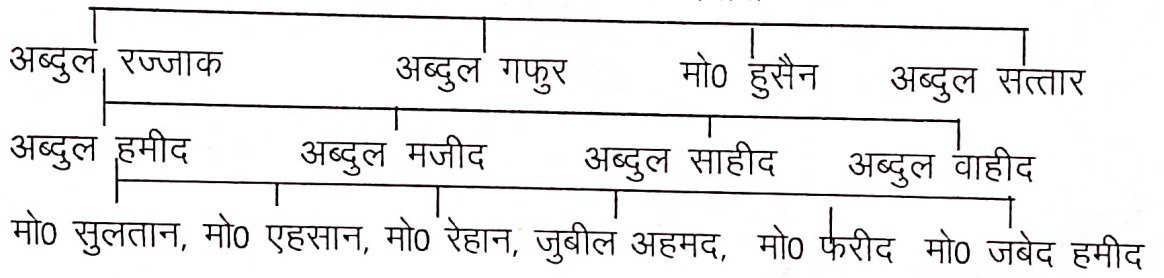 अब्दुल रज्जाक अब्दुल गफुर मो0 हुसैन अब्दुल सत्तार
अब्दुल हमीद अब्दुल मजीद अब्दुल साहीद अब्दुल वाहीद
मो0 सुलतान, मो0 एहसान, मो0 रेहान, जुबील अहमद, मो0 फरीद मो0 जबेद हमीद